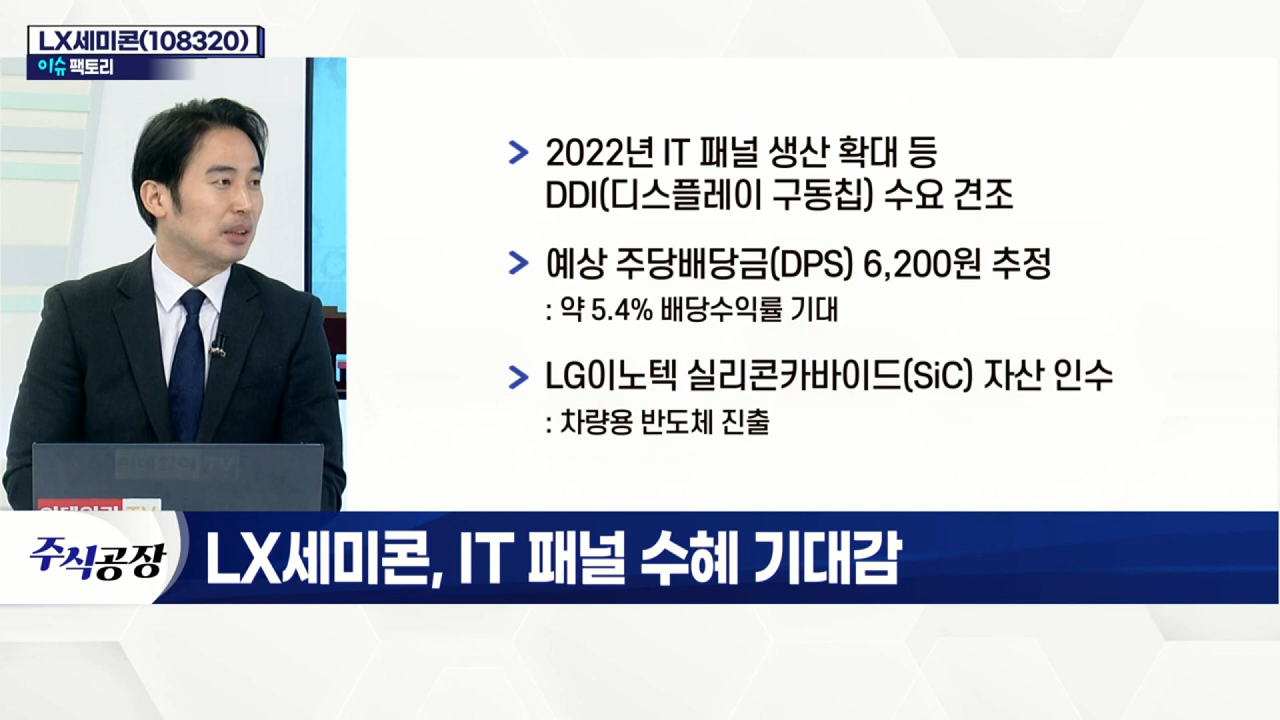 LX세미콘(108320)
이슈 팩토리
2022년 IT 패널 생산 확대 등
DDI(디스플레이 구동칩) 수요 견조
예상 주당배당금(DPS) 6,200원 추정
: 약 5.4% 배당수익률 기대
LG이노텍 실리콘카바이드(SiC) 자산 인수
: 차량용 반도체 진출
주식공장
LX세미콘, IT 패널 수혜 기대감